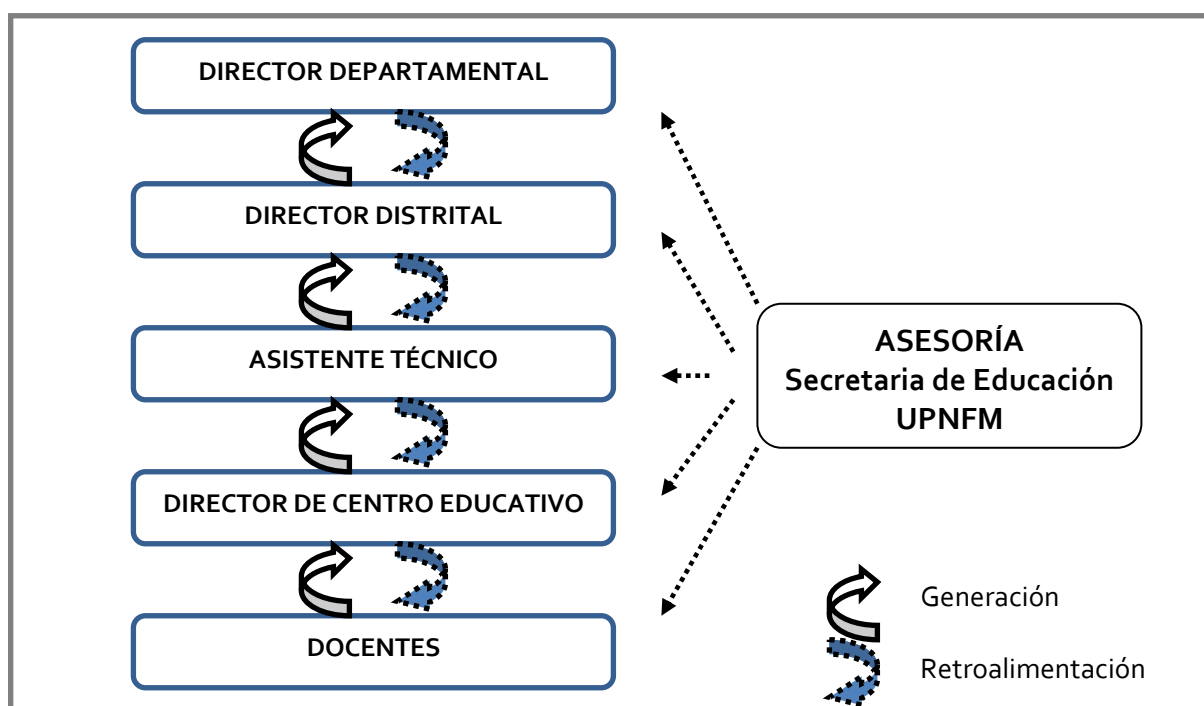 DIRECTOR DEPARTAMENTAL
DIRECTOR DISTRITAL
ASISTENTE TÉCNICO
DIRECTOR DE CENTRO EDUCATIVO
DOCENTES
ASESORÍA
Secretaria de Educación
UPNFM
Generación
Retroalimentación